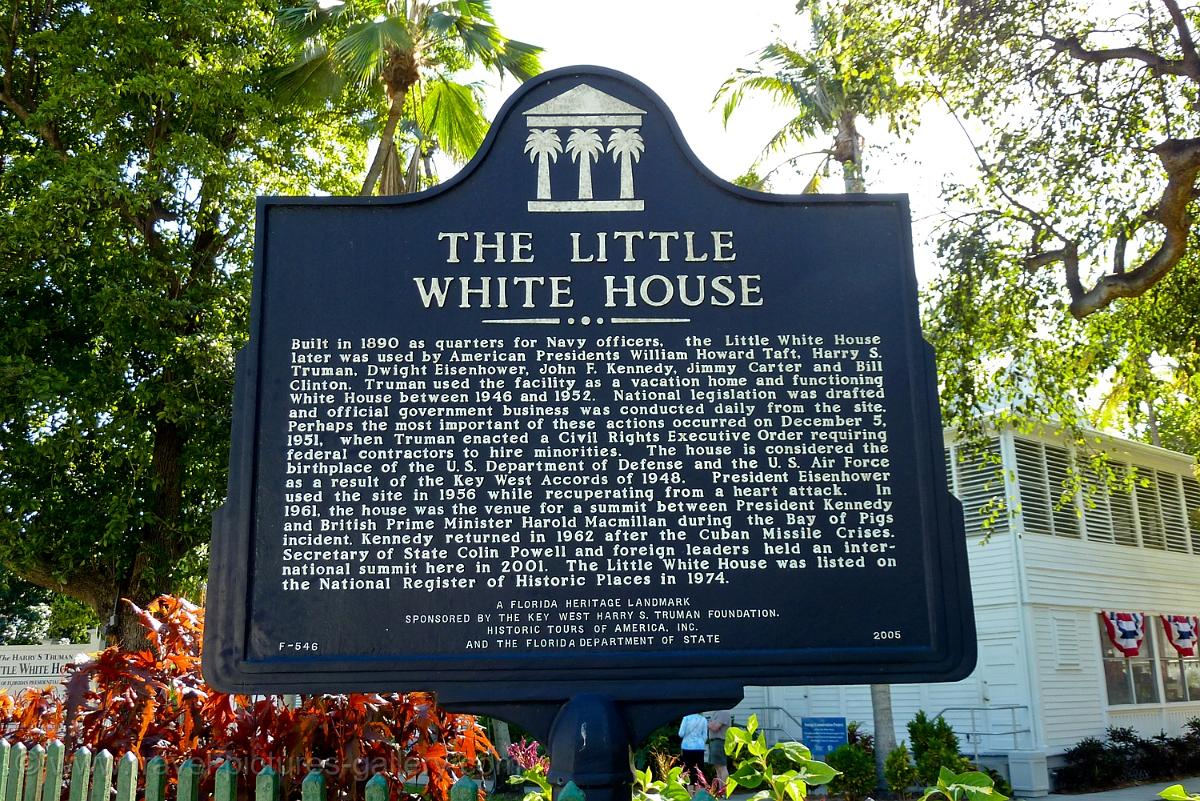 THE LITTLE
WHITE HOUSE
Built in 1890 as quarters for Navy officers, the Little White House
later was used by American Presidents William Howard Taft, Harry S.
Truman, Dwight Eisenhower, John F. Kennedy, Jimmy Carter and Bill
Clinton. Truman used the facility as a vacation home and functioning
White House between 1946 and 1952. National legislation was drafted
and official government business was conducted daily from the site.
Perhaps the most important of these actions occurred on December 5,
1951, when Truman enacted a Civil Rights Executive Order requiring
federal contractors to hire minorities. The house is considered the
birthplace of the U.S. Department of Defense and the U.S. Air Force
as a result of the Key West Accords of 1948. President Eisenhower
used the site in 1956 while recuperating from a heart attack. In
1961, the house was the venue for a summit between President Kennedy
and British Prime Minister Harold Macmillan during the Bay of Pigs
incident. Kennedy returned in 1962 after the Cuban Missile Crises.
Secretary of State Colin Powell and foreign leaders held an inter-
national summit here in 2001. The Little White House was listed on
the National Register of Historic Places in 1974.
A FLORIDA HERITAGE LANDMARK
SPONSORED BY THE KEY WEST HARRY S. TRUMAN FOUNDATION.
HISTORIC TOURS OF AMERICA, INC.
AND THE FLORIDA DEPARTMENT OF STATE
F-546
2005
The HARRY S TRUMAN
TLE WHITE HO